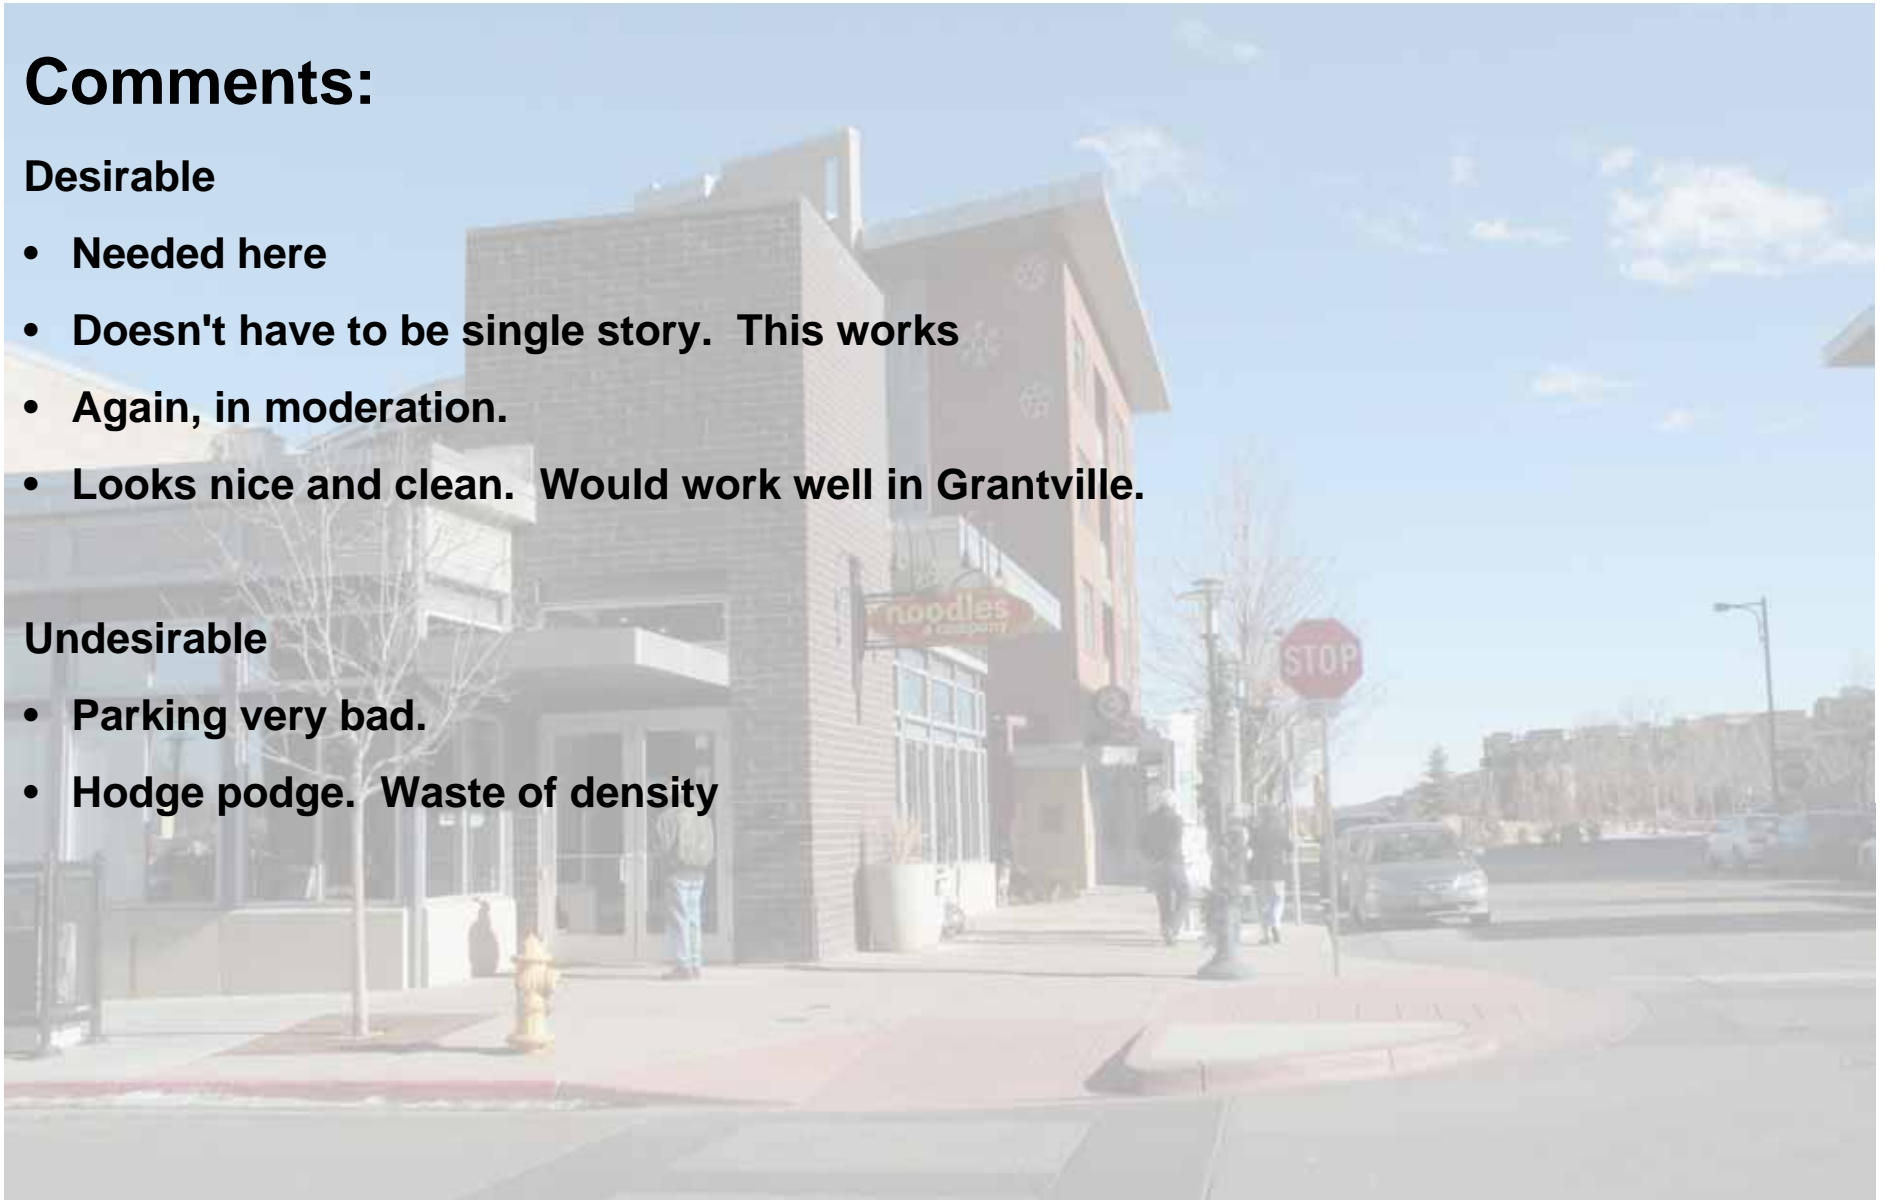 Comments:
Desirable
• Needed here
• Doesn't have to be single story.  This works
• Again, in moderation.
• Looks nice and clean.  Would work well in Grantville.
noodles
& company
STOP
Undesirable
• Parking very bad.
• Hodge podge.  Waste of density